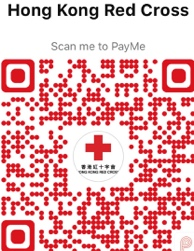 Hong Kong Red Cross
Scan me to PayMe
香港紅十字會
HONG KONG RED CROSS